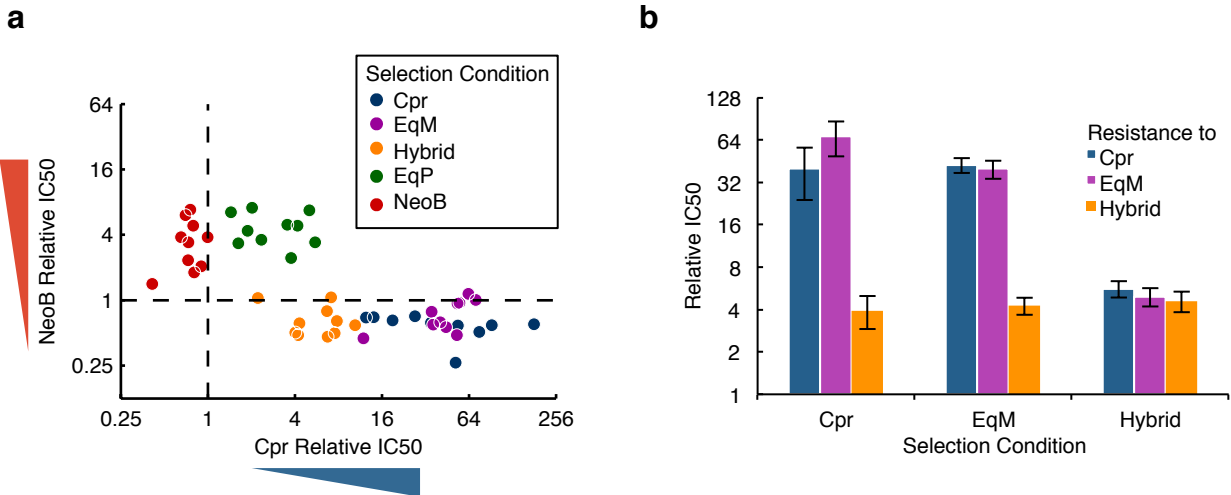 a
NeoB Relative IC50
64
16
4
1
0.25
0.25 1 4 16 64 256
Cpr Relative IC50
Selection Condition
Cpr
EqM
Hybrid
EqP
NeoB
b
Relative IC50
128
64
32
16
8
4
2
1
Cpr EqM Hybrid
Selection Condition
Resistance to
Cpr
EqM
Hybrid